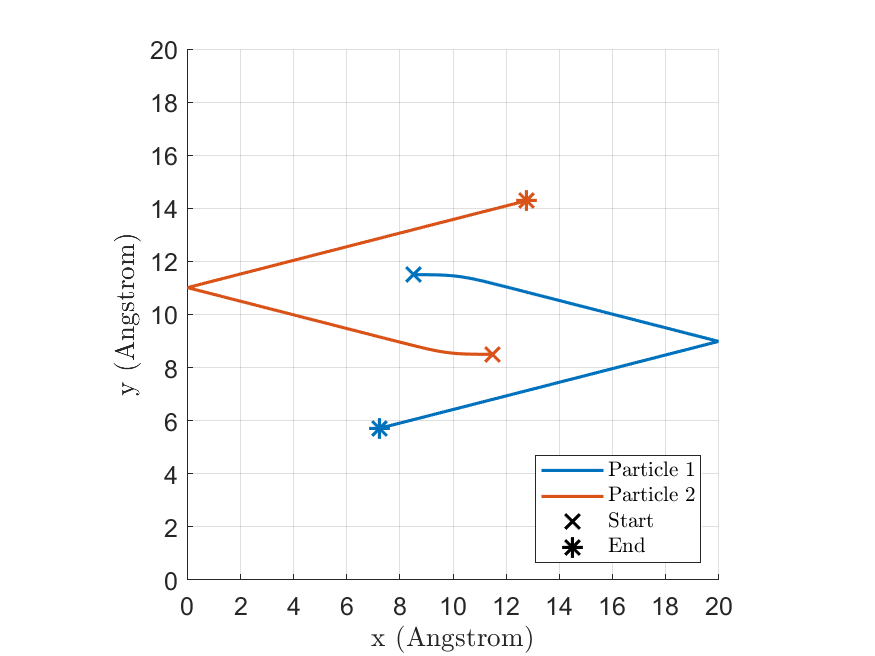 20
18
16
14
12
10
8
6
4
2
0
y (Angstrom)
Particle 1
Particle 2
Start
End
0 2 4 6 8 10 12 14 16 18 20
x (Angstrom)